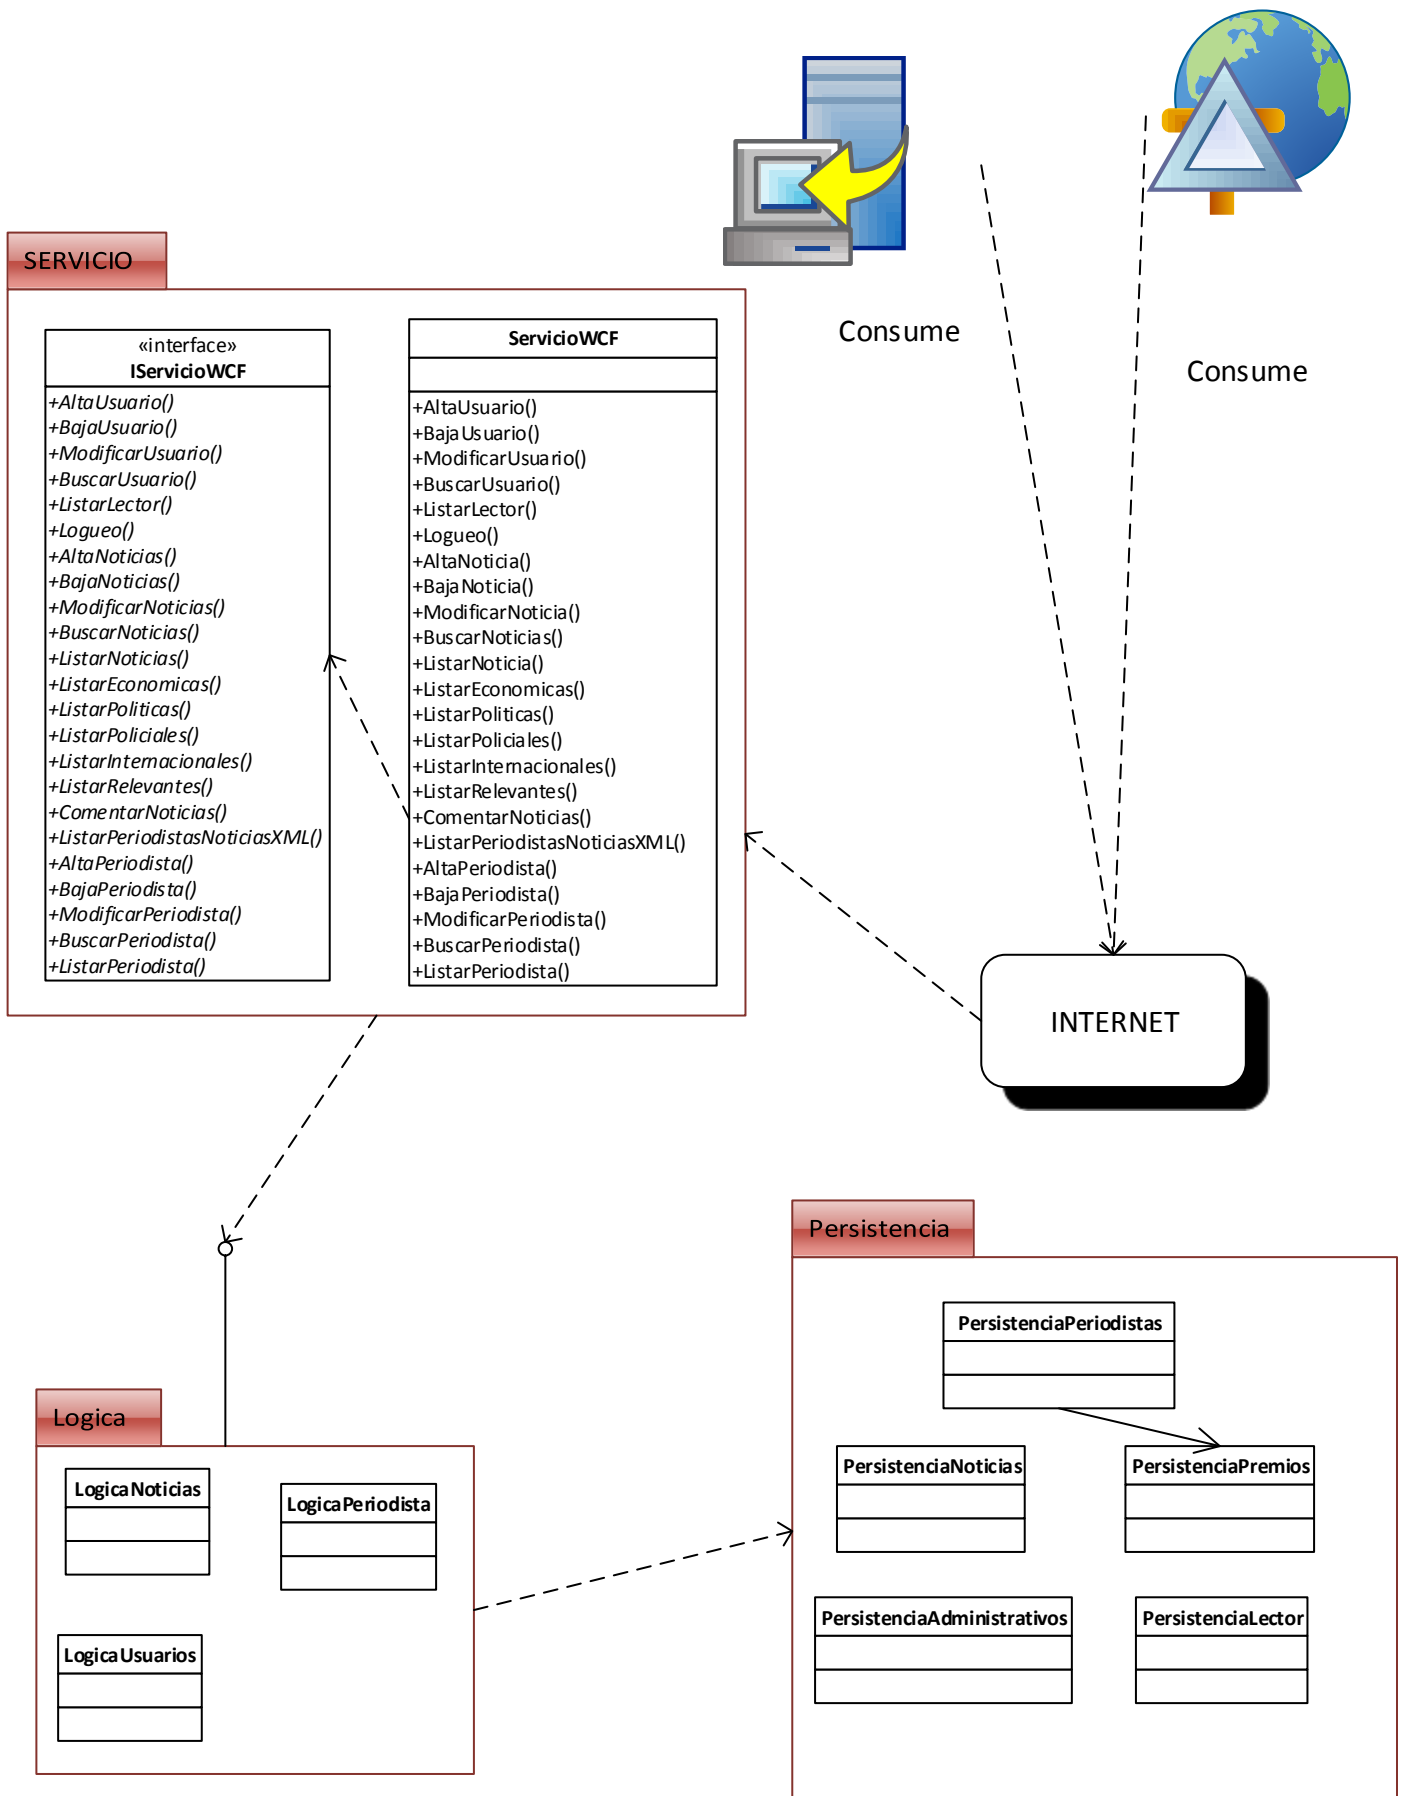 Consume
Consume
SERVICIO
«interface»
IServicioWCF
+AltaUsuario()
+BajaUsuario()
+ModificarUsuario()
+BuscarUsuario()
+ListarLector()
+Logueo()
+AltaNoticias()
+BajaNoticias()
+ModificarNoticias()
+BuscarNoticias()
+ListarNoticias()
+ListarEconomicas()
+ListarPoliticas()
+ListarPoliciales()
+ListarInternacionales()
+ListarRelevantes()
+ComentarNoticias()
+ListarPeriodistasNoticiasXML()
+AltaPeriodista()
+BajaPeriodista()
+ModificarPeriodista()
+BuscarPeriodista()
+ListarPeriodista()
ServicioWCF
+AltaUsuario()
+BajaUsuario()
+ModificarUsuario()
+BuscarUsuario()
+ListarLector()
+Logueo()
+AltaNoticia()
+BajaNoticia()
+ModificarNoticia()
+BuscarNoticias()
+ListarNoticia()
+ListarEconomicas()
+ListarPoliticas()
+ListarPoliciales()
+ListarInternacionales()
+ListarRelevantes()
+ComentarNoticias()
+ListarPeriodistasNoticiasXML()
+AltaPeriodista()
+BajaPeriodista()
+ModificarPeriodista()
+BuscarPeriodista()
+ListarPeriodista()
INTERNET
Persistencia
PersistenciaPeriodistas
PersistenciaNoticias
PersistenciaPremios
PersistenciaAdministrativos
PersistenciaLector
Logica
LogicaNoticias
LogicaPeriodista
LogicaUsuarios